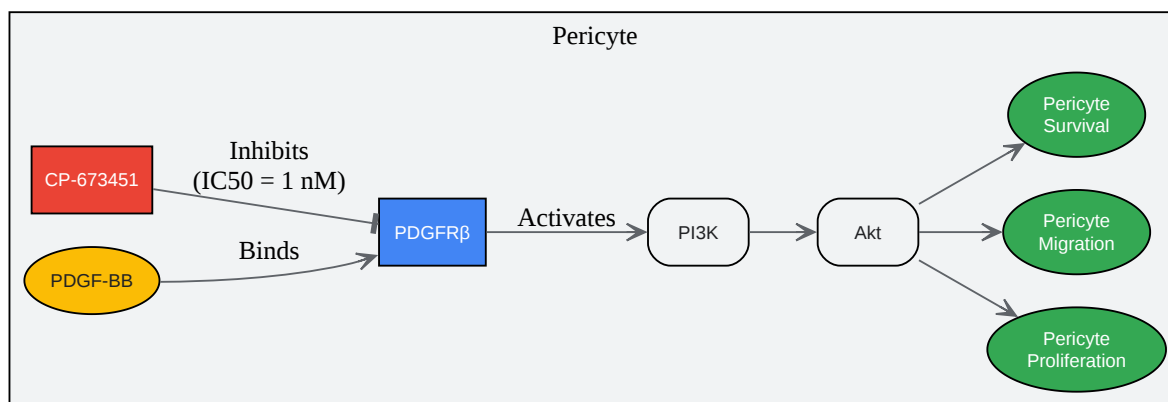 Pericyte
CP-673451
Inhibits
(IC50 = 1 nM)
PDGF-BB
Binds
PDGFRβ
Activates
PI3K
Akt
Pericyte
Survival
Pericyte
Migration
Pericyte
Proliferation